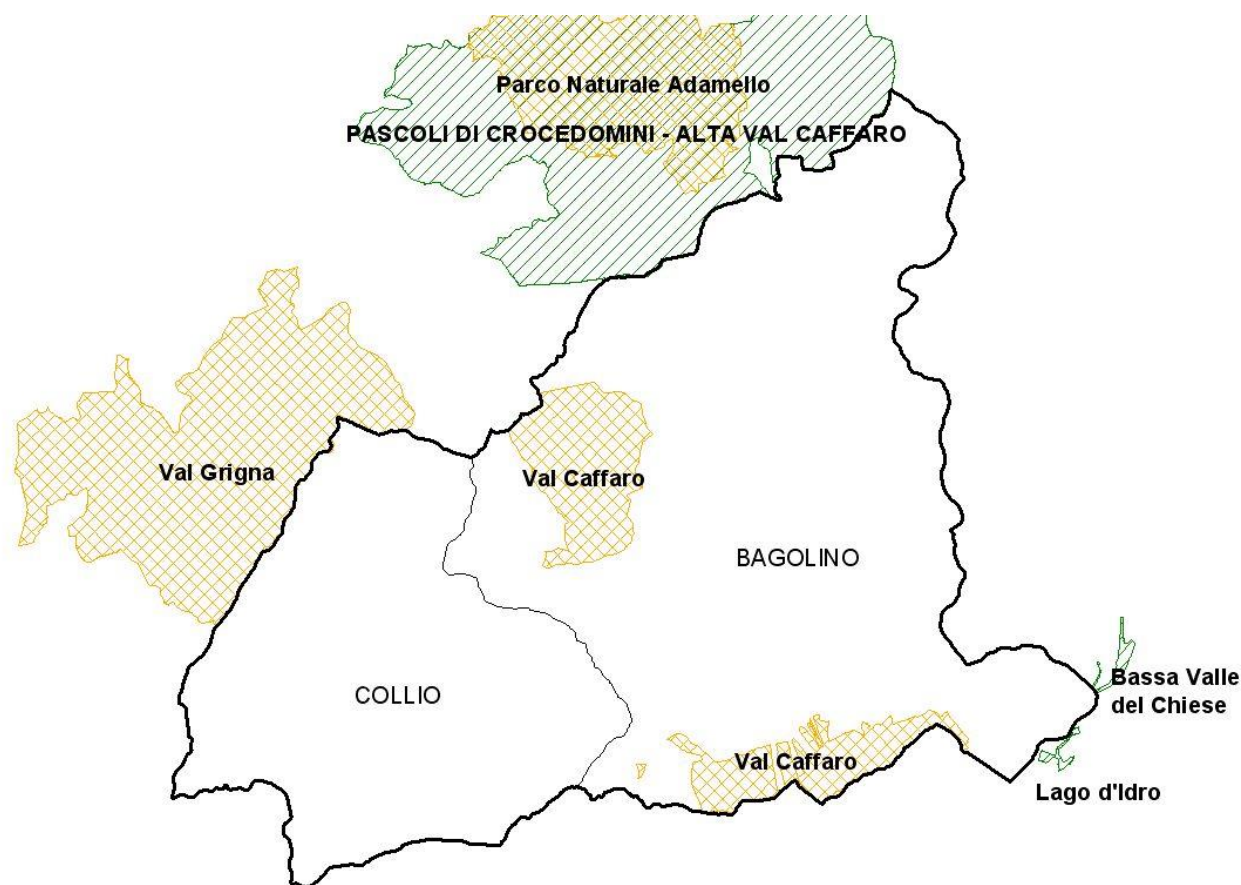 Parco Naturale Adamello
PASCOLI DI CROCEDOMINI - ALTA VAL CAFFARO
Val Grigna
Val Caffaro
BAGOLINO
COLLIO
Bassa Valle
del Chiese
Val Caffaro
Lago d'Idro